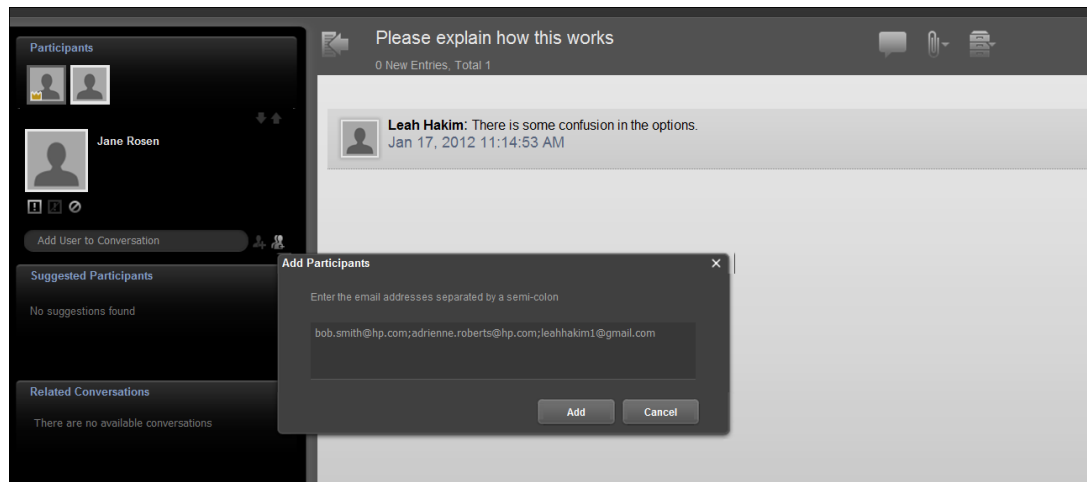 Participants
Please explain how this works
0 New Entries, Total 1
Jane Rosen
Leah Hakim: There is some confusion in the options.
Jan 17, 2012 11:14:53 AM
Add User to Conversation
Suggested Participants
No suggestions found
Add Participants
Enter the email addresses separated by a semi-colon
bob.smith@hp.com;adrienne.roberts@hp.com;leahhakim1@gmail.com
Add
Cancel
Related Conversations
There are no available conversations